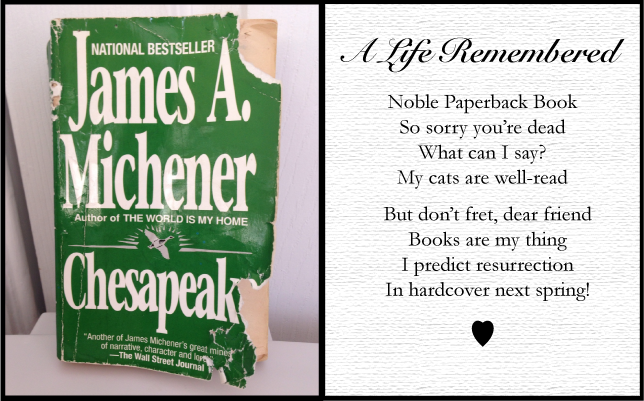 NATIONAL BESTSELLER
James A.
Michener
Author of THE WORLD IS MY HOME
Chesapeak
"Another of James Michener's great
of narrative, character and
—The Wall Street Journal
A Life Remembered
Noble Paperback Book
So sorry you're dead
What can I say?
My cats are well-read
But don't fret, dear friend
Books are my thing
I predict resurrection
In hardcover next spring!